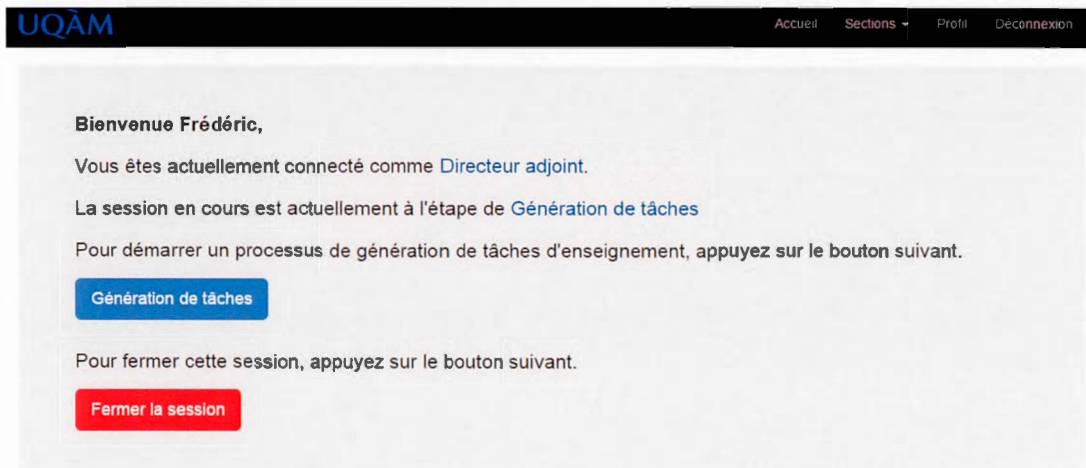 UQÀM Accueil Sections Profil Déconnexion
Bienvenue Frédéric,
Vous êtes actuellement connecté comme Directeur adjoint.
La session en cours est actuellement à l'étape de Génération de tâches
Pour démarrer un processus de génération de tâches d'enseignement, appuyez sur le bouton suivant.
Génération de tâches
Pour fermer cette session, appuyez sur le bouton suivant.
Fermer la session